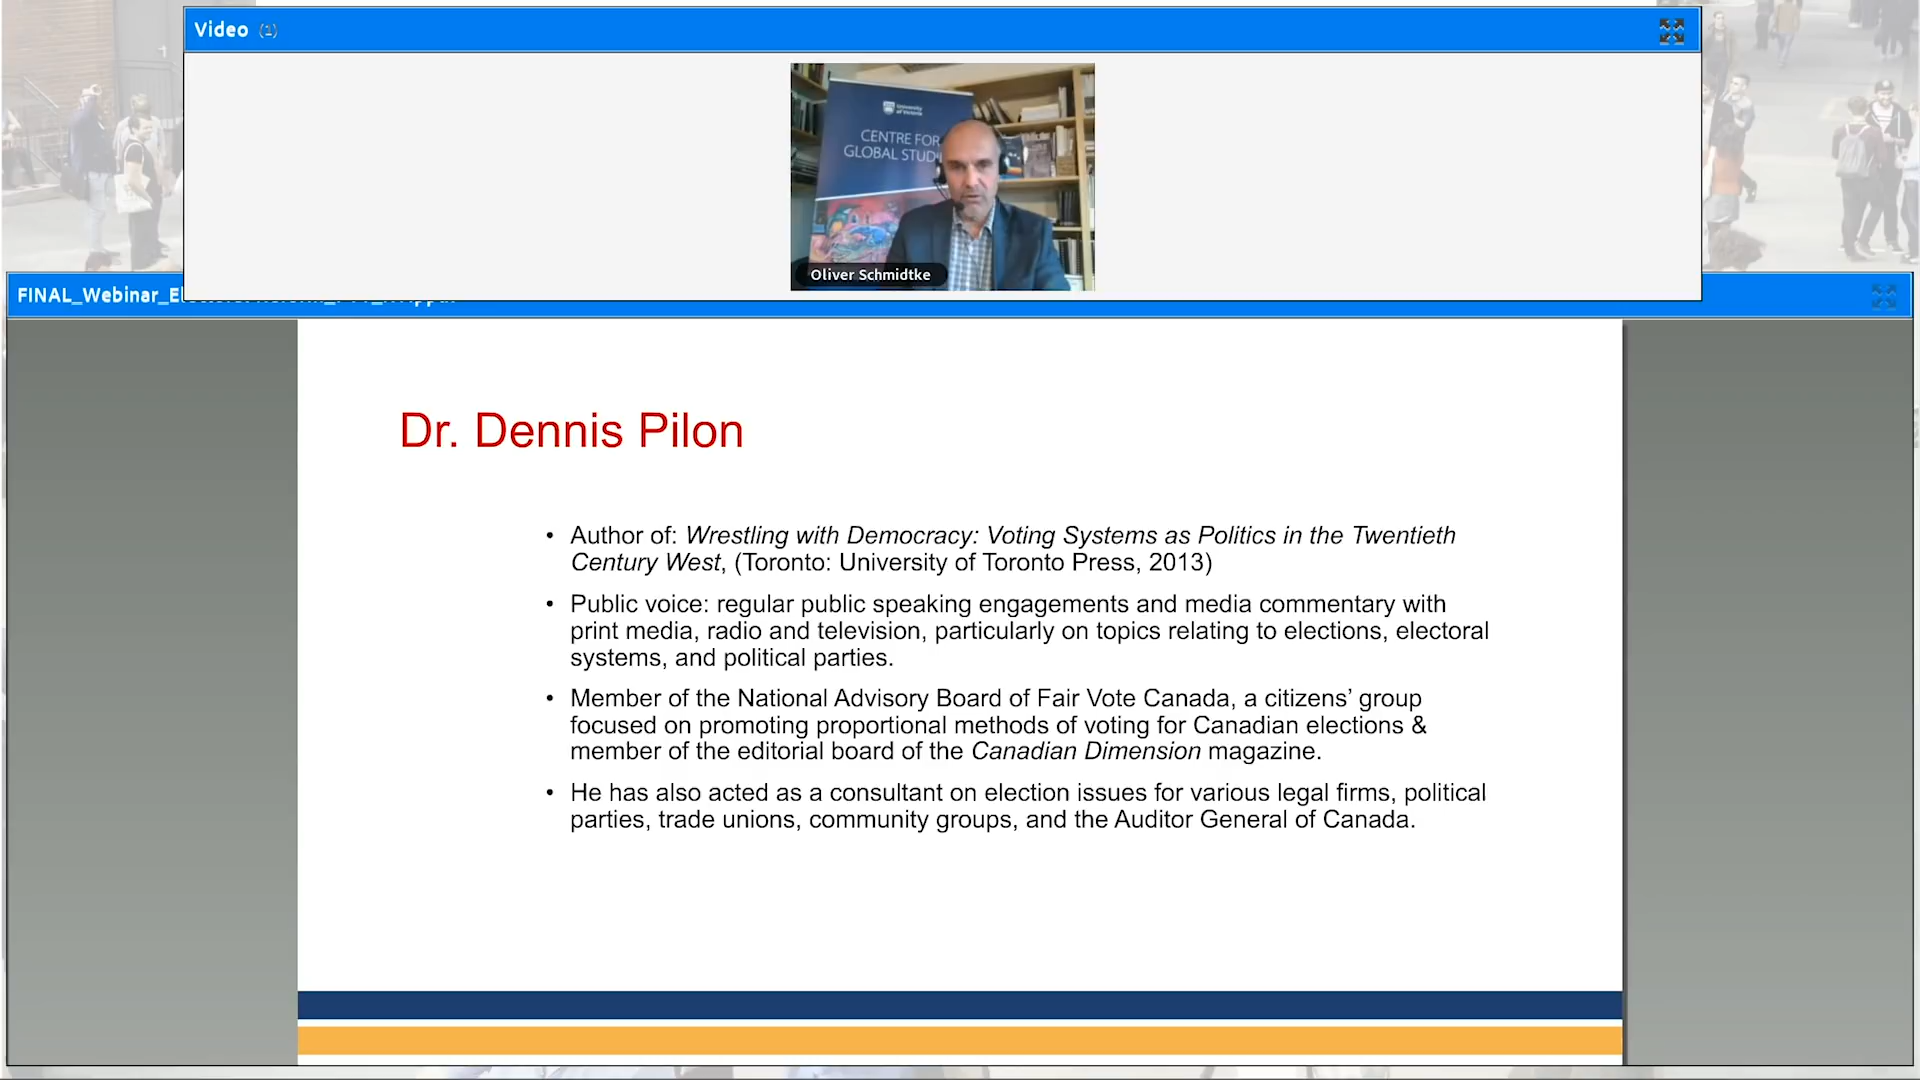 Video (1)
University
of Victoria
CENTRE FOR
GLOBAL STUDI
Oliver Schmidtke
Dr. Dennis Pilon
• Author of: Wrestling with Democracy: Voting Systems as Politics in the Twentieth
Century West, (Toronto: University of Toronto Press, 2013)
• Public voice: regular public speaking engagements and media commentary with
print media, radio and television, particularly on topics relating to elections, electoral
systems, and political parties.
• Member of the National Advisory Board of Fair Vote Canada, a citizens’ group
focused on promoting proportional methods of voting for Canadian elections &
member of the editorial board of the Canadian Dimension magazine.
• He has also acted as a consultant on election issues for various legal firms, political
parties, trade unions, community groups, and the Auditor General of Canada.